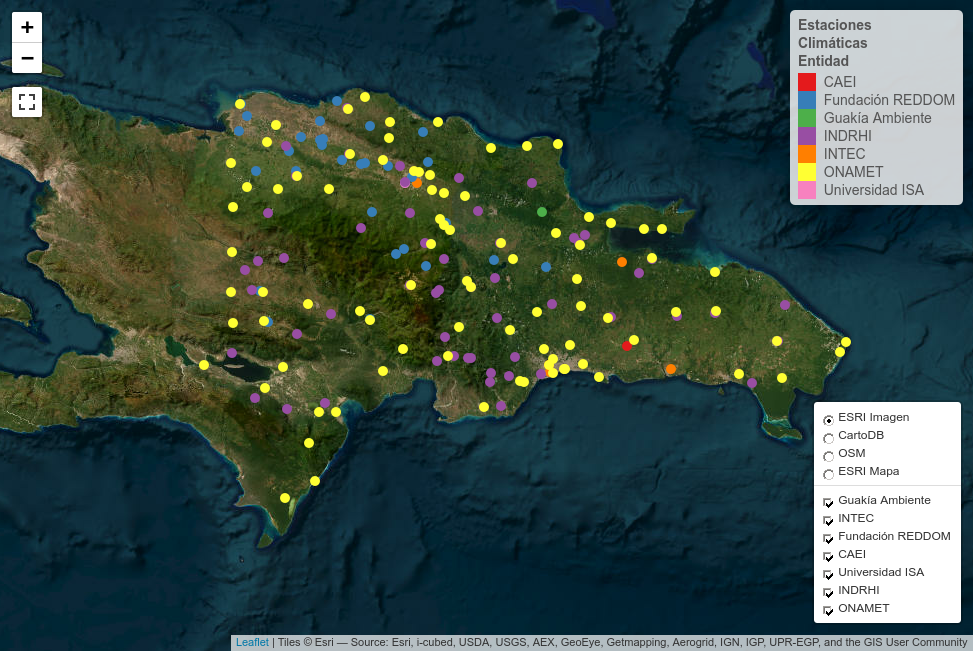 +
−
Estaciones
Climáticas
Entidad
CAEI
Fundación REDDOM
Guakía Ambiente
INDRHI
INTEC
ONAMET
Universidad ISA
ESRI Imagen
CartoDB
OSM
ESRI Mapa
Guakía Ambiente
INTEC
Fundación REDDOM
CAEI
Universidad ISA
INDRHI
ONAMET
Leaflet | Tiles © Esri — Source: Esri, i-cubed, USDA, USGS, AEX, GeoEye, Getmapping, Aerogrid, IGN, IGP, UPR-EGP, and the GIS User Community